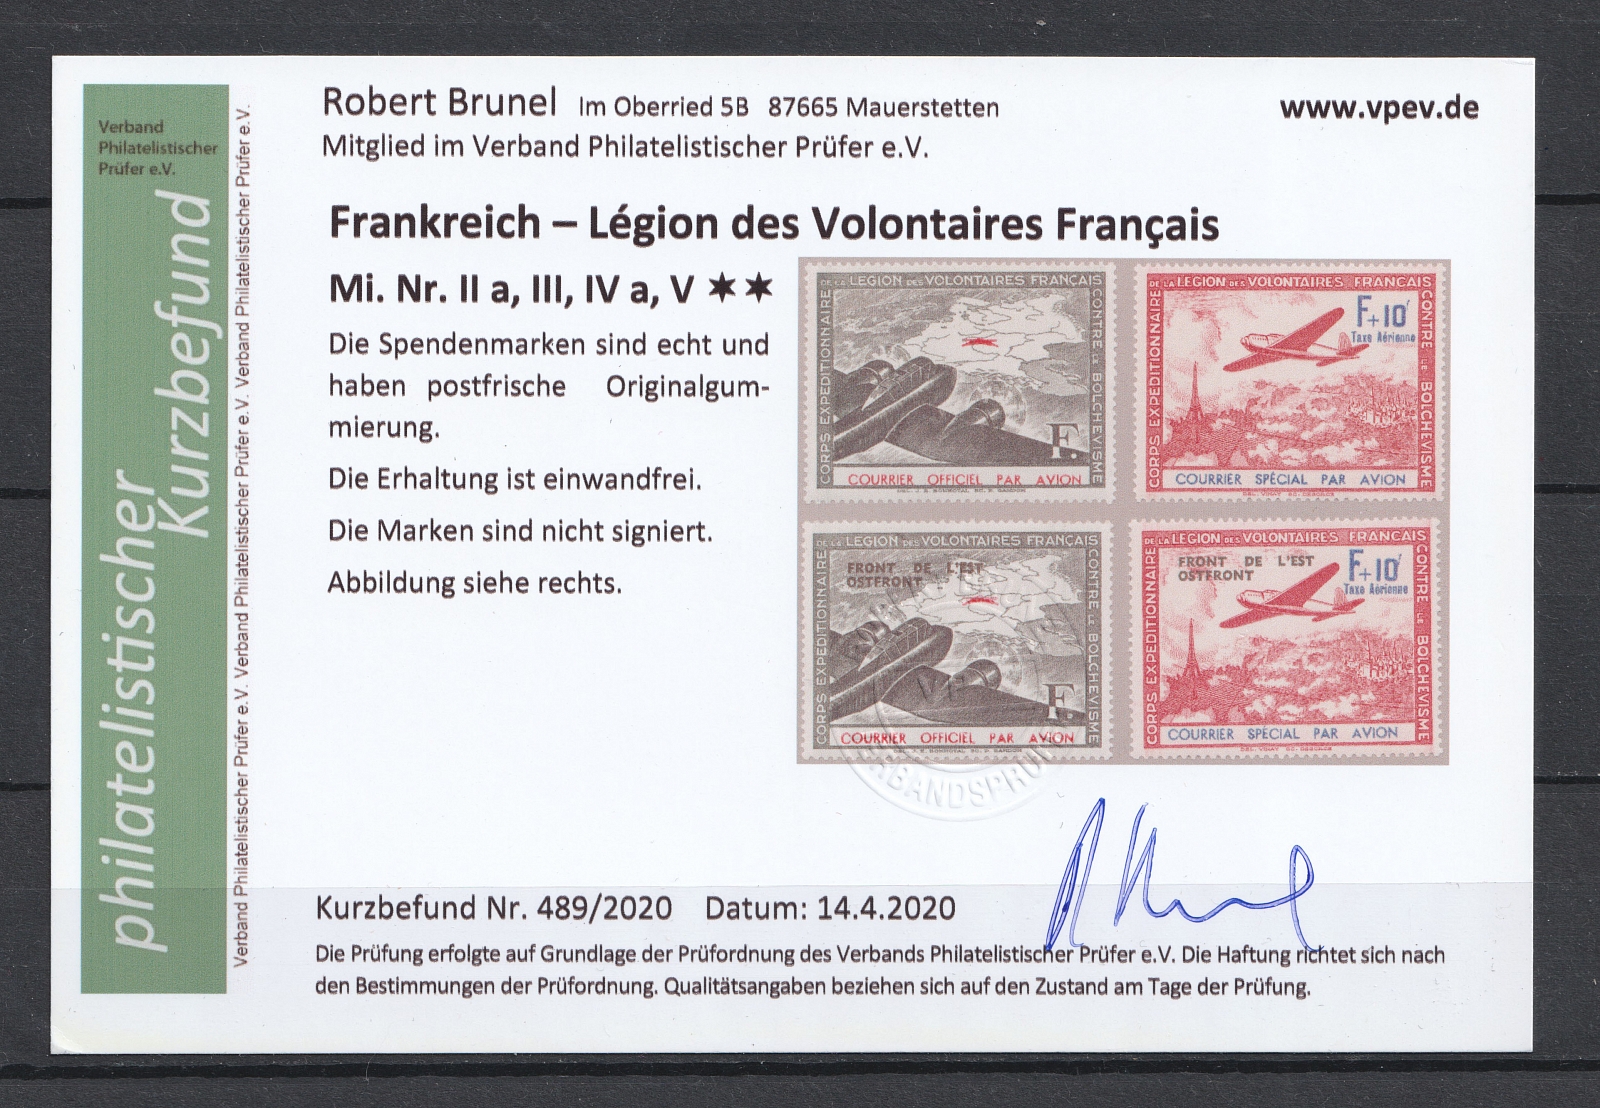 Verband
Philatelistischer
Prüfer e.V.
philatelistischer
Kurzbefund
Verband Philatelistischer Prüfer e.V. Verband Philatelistischer Prüfer e.V. Verband Philatelistischer Prüfer e.V. Verband Philatelistischer Prüfer e.V.
Robert Brunel Im Oberried 5B 87665 Mauerstetten
www.vpev.de
Mitglied im Verband Philatelistischer Prüfer e.V.
Frankreich – Légion des Volontaires Français
Mi. Nr. II a, III, IV a, V ✶✶
Die Spendenmarken sind echt und
haben postfrische Originalgum-
mierung.
Die Erhaltung ist einwandfrei.
Die Marken sind nicht signiert.
Abbildung siehe rechts.
CORPS EXPEDITIONNAIRE
DE LA LEGION DES VOLONTAIRES FRANÇAIS
CONTRE LE BOLCHEVISME
F.
COURRIER OFFICIEL PAR AVION
CORPS EXPEDITIONNAIRE
DE LA LEGION DES VOLONTAIRES FRANÇAIS
CONTRE LE BOLCHEVISME
F+10
Taxe Aérienne
COURRIER SPÉCIAL PAR AVION
CORPS EXPEDITIONNAIRE
DE LA LEGION DES VOLONTAIRES FRANÇAIS
CONTRE LE BOLCHEVISME
FRONT DE L'EST
OSTFRONT
F.
COURRIER OFFICIEL PAR AVION
CORPS EXPEDITIONNAIRE
DE LA LEGION DES VOLONTAIRES FRANÇAIS
CONTRE LE BOLCHEVISME
FRONT DE L'EST
OSTFRONT
F+10
Taxe Aérienne
COURRIER SPÉCIAL PAR AVION
Kurzbefund Nr. 489/2020 Datum: 14.4.2020
Die Prüfung erfolgte auf Grundlage der Prüfordnung des Verbands Philatelistischer Prüfer e.V. Die Haftung richtet sich nach
den Bestimmungen der Prüfordnung. Qualitätsangaben beziehen sich auf den Zustand am Tage der Prüfung.